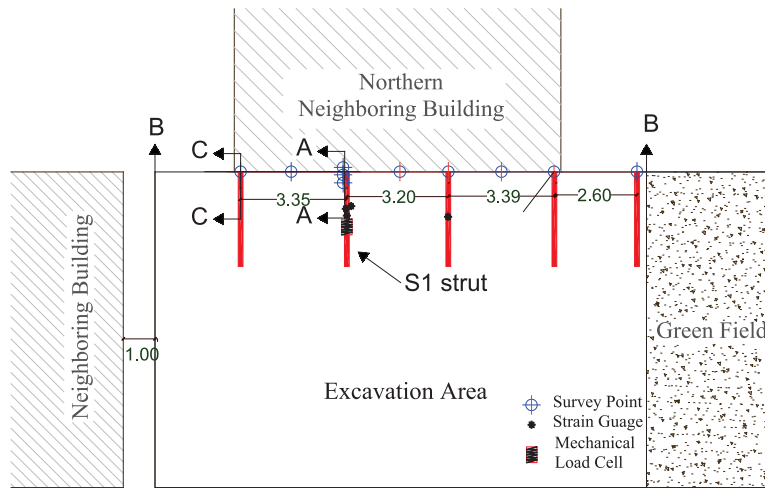 Northern
Neighboring Building
B
B
C
A
3.35
3.20
3.39
2.60
C
A
S1 strut
Neighboring Building
1.00
Green Field
Excavation Area
Survey Point
Strain Guage
Mechanical
Load Cell